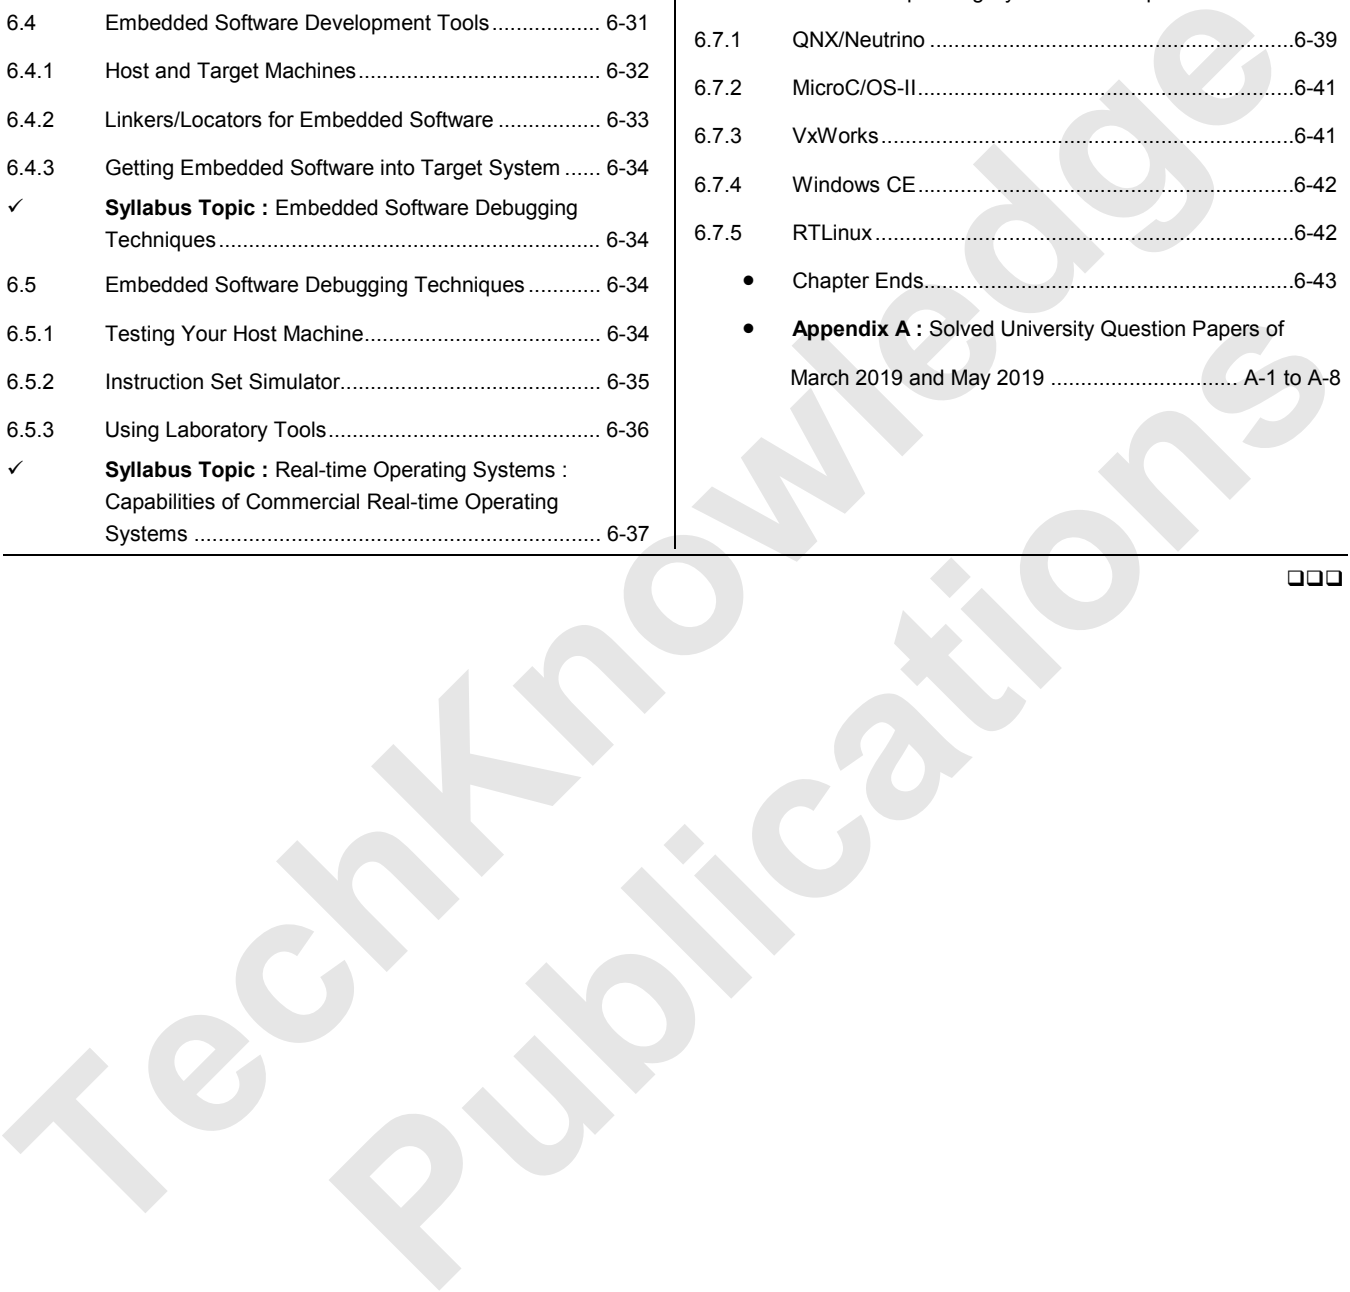 6.4 Embedded Software Development Tools.................. 6-31
6.4.1 Host and Target Machines......................................... 6-32
6.4.2 Linkers/Locators for Embedded Software ................. 6-33
6.4.3 Getting Embedded Software into Target System ...... 6-34
✓ Syllabus Topic : Embedded Software Debugging
Techniques................................................................ 6-34
6.5 Embedded Software Debugging Techniques............ 6-34
6.5.1 Testing Your Host Machine........................................ 6-34
6.5.2 Instruction Set Simulator............................................ 6-35
6.5.3 Using Laboratory Tools.............................................. 6-36
✓ Syllabus Topic : Real-time Operating Systems :
Capabilities of Commercial Real-time Operating
Systems .................................................................... 6-37
6.7.1 QNX/Neutrino .............................................................6-39
6.7.2 MicroC/OS-II...............................................................6-41
6.7.3 VxWorks.....................................................................6-41
6.7.4 Windows CE...............................................................6-42
6.7.5 RTLinux......................................................................6-42
● Chapter Ends..............................................................6-43
● Appendix A : Solved University Question Papers of
March 2019 and May 2019 ............................... A-1 to A-8
❑❑❑
TechKnowledge
Publications